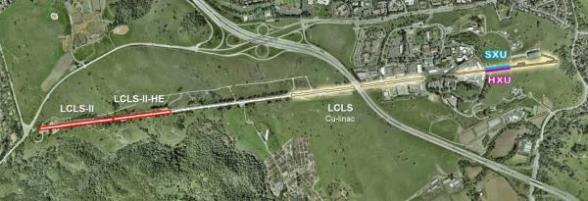 SXU
LCLS-II-HE
HXU
LCLS-II
LCLS
Cu-linac